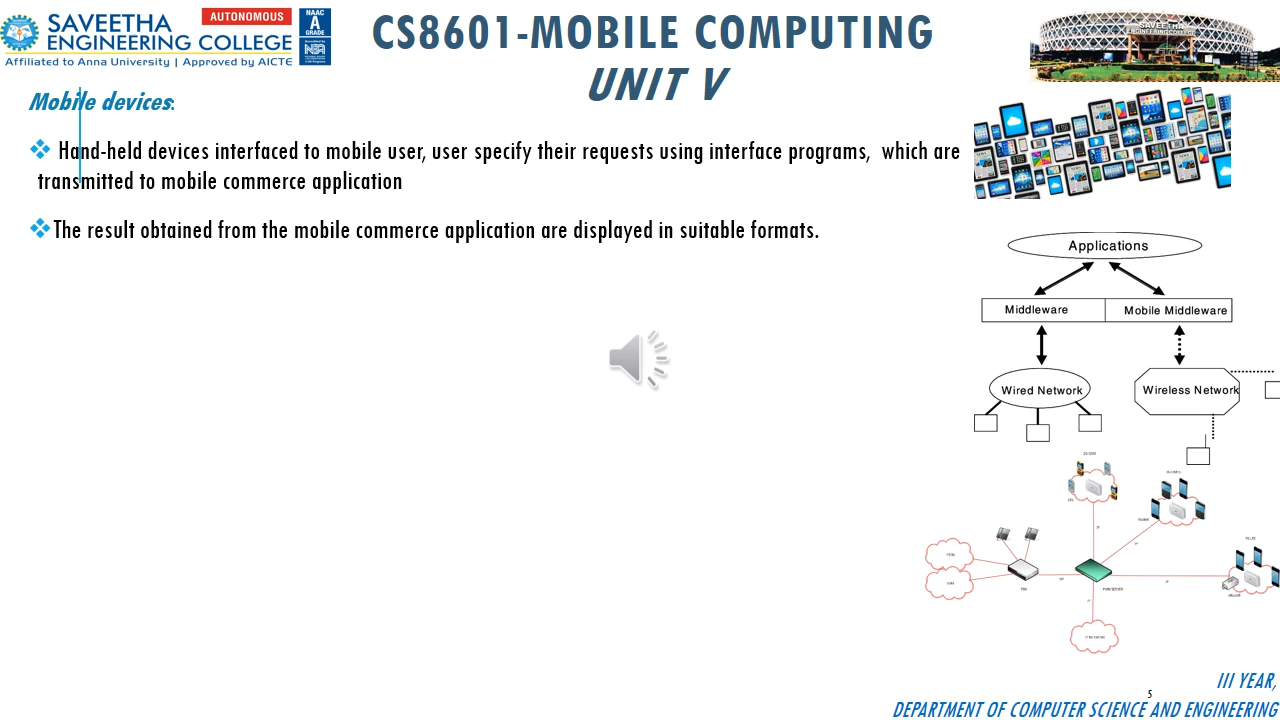 SAVEETHA
ENGINEERING COLLEGE
AUTONOMOUS
NAAC
A
GRADE
Affiliated to Anna University | Approved by AICTE
CS8601-MOBILE COMPUTING
UNIT V
SAVEETHA
ENGINEERING COLLEGE
Mobile devices:
Hand-held devices interfaced to mobile user, user specify their requests using interface programs, which are
transmitted to mobile commerce application
The result obtained from the mobile commerce application are displayed in suitable formats.
Applications
Middleware
Mobile Middleware
Wired Network
Wireless Network
III YEAR,
5
DEPARTMENT OF COMPUTER SCIENCE AND ENGINEERING